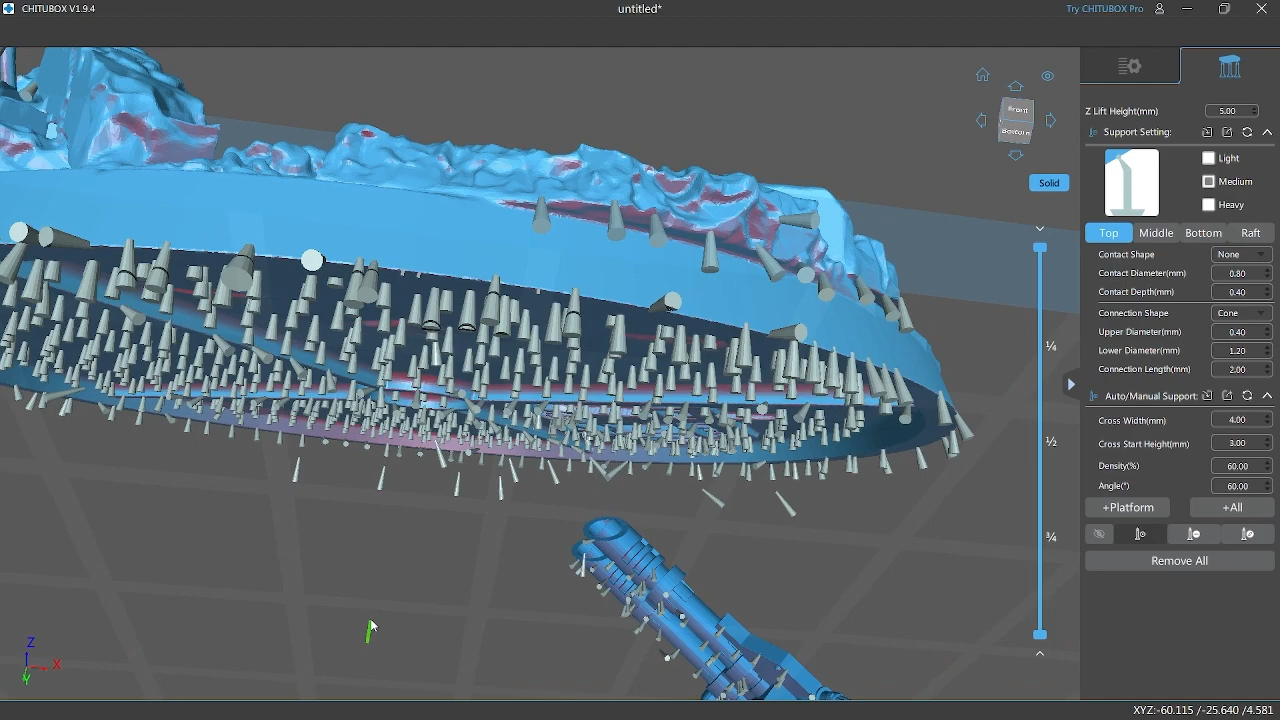 CHITUBOX V1.9.4
untitled*
Try CHITUBOX Pro
Front
Bottom
Solid
¼
½
¾
Z
X
Y
Z Lift Height(mm) 5.00
Support Setting:
Light
Medium
Heavy
Top Middle Bottom Raft
Contact Shape None
Contact Diameter(mm) 0.80
Contact Depth(mm) 0.40
Connection Shape Cone
Upper Diameter(mm) 0.40
Lower Diameter(mm) 1.20
Connection Length(mm) 2.00
Auto/Manual Support:
Cross Width(mm) 4.00
Cross Start Height(mm) 3.00
Density(%) 60.00
Angle(°) 60.00
+Platform +All
Remove All
XYZ:-60.115 /-25.640 /4.581